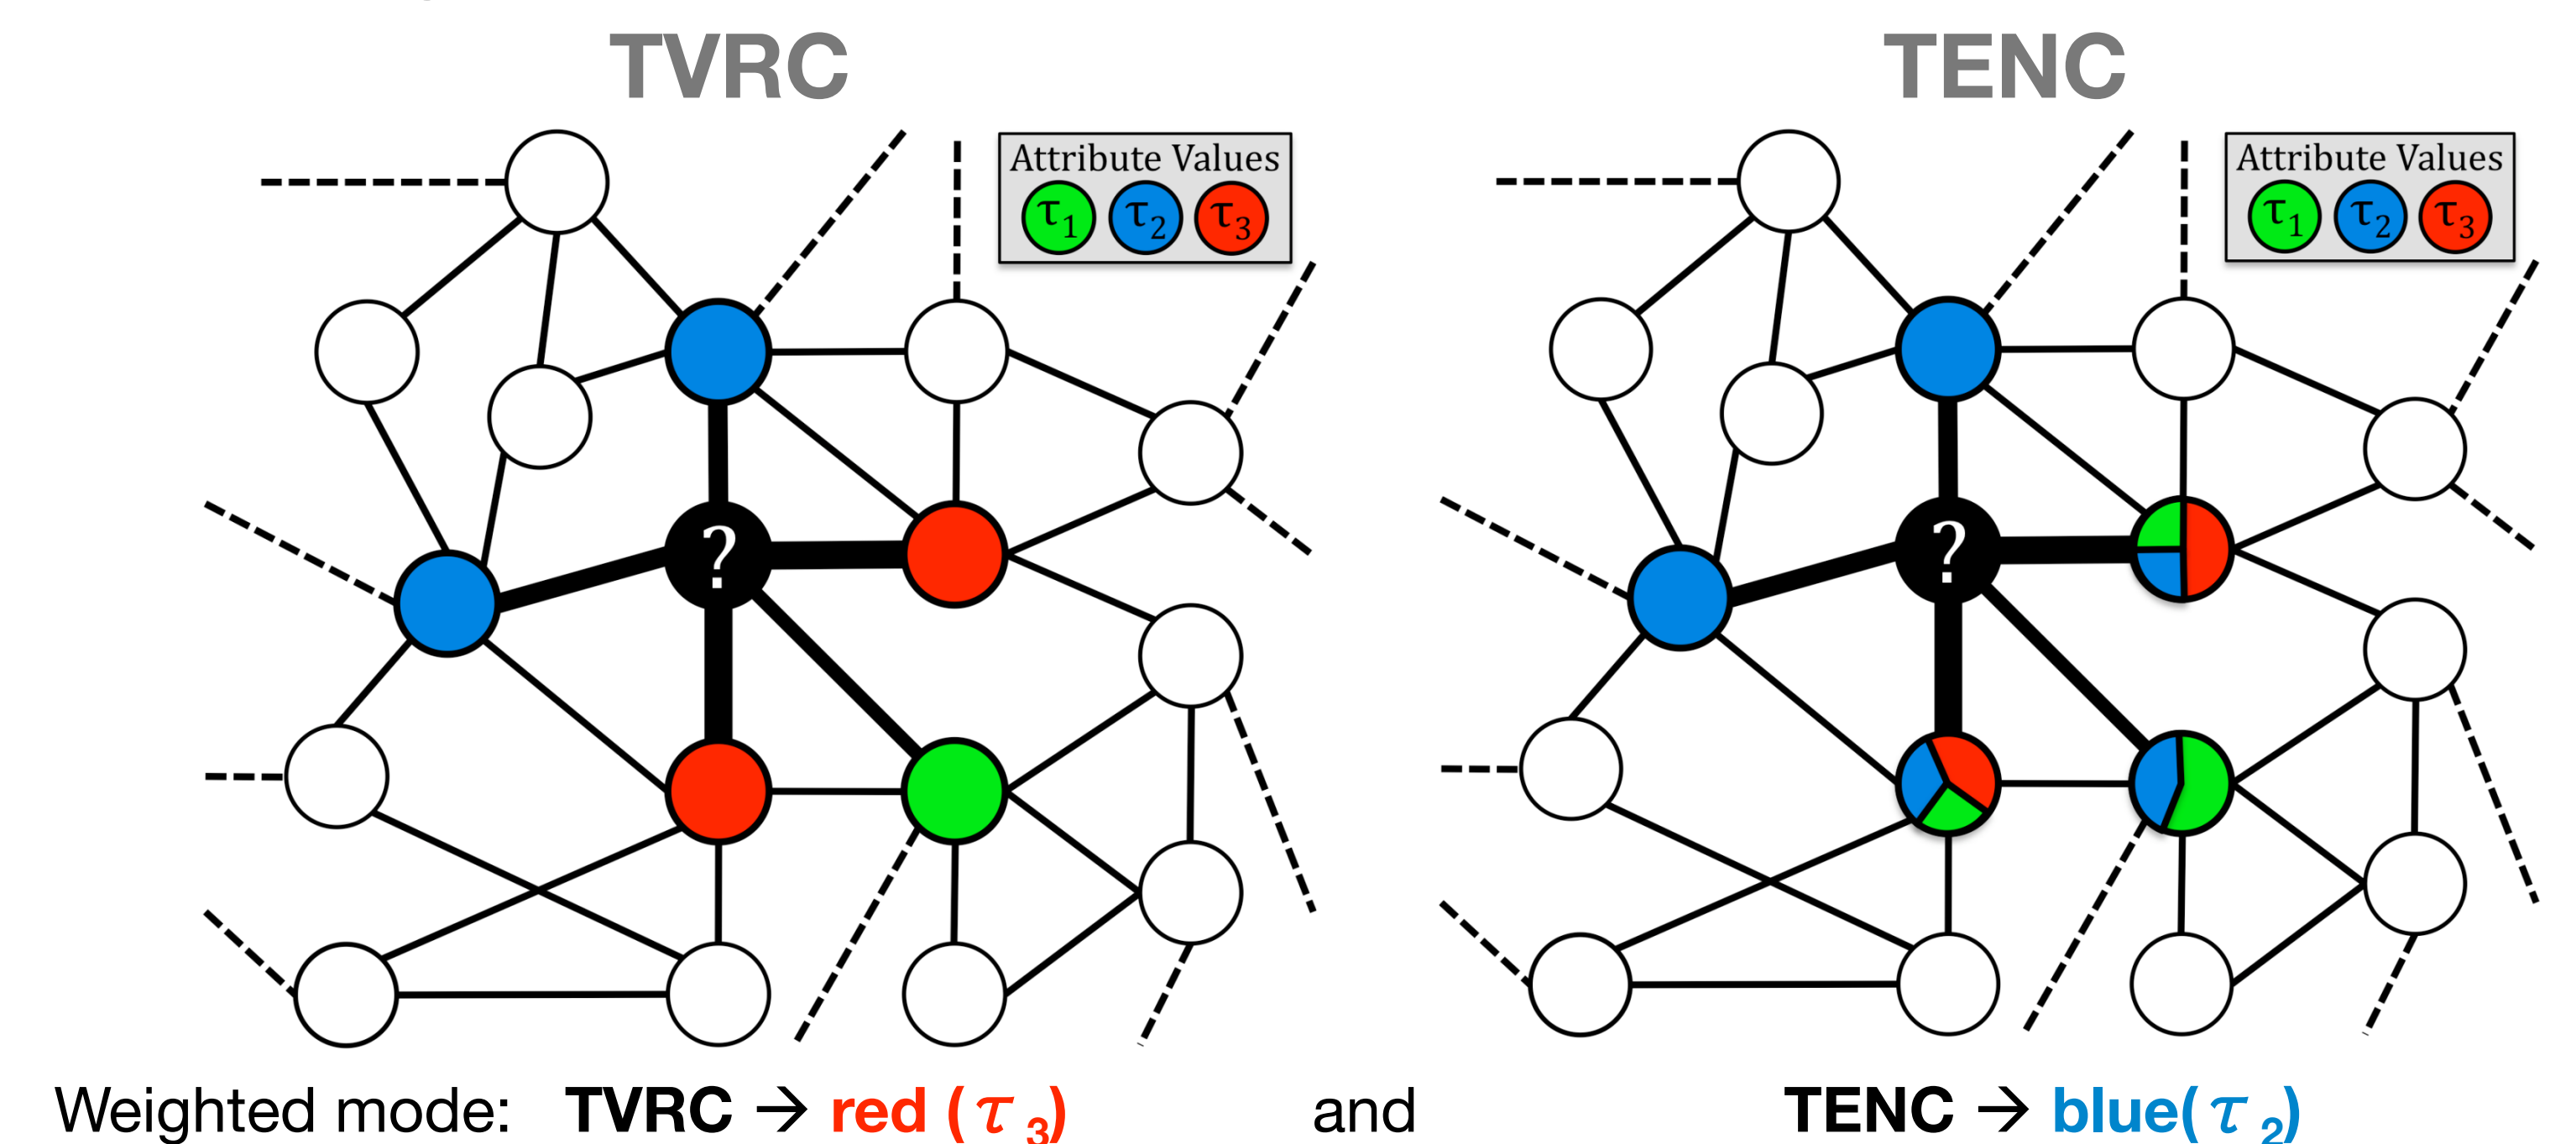 TVRC
TENC
Attribute Values
τ1 τ2 τ3
Attribute Values
τ1 τ2 τ3
?
?
Weighted mode: TVRC → red (τ 3) and TENC → blue(τ 2)